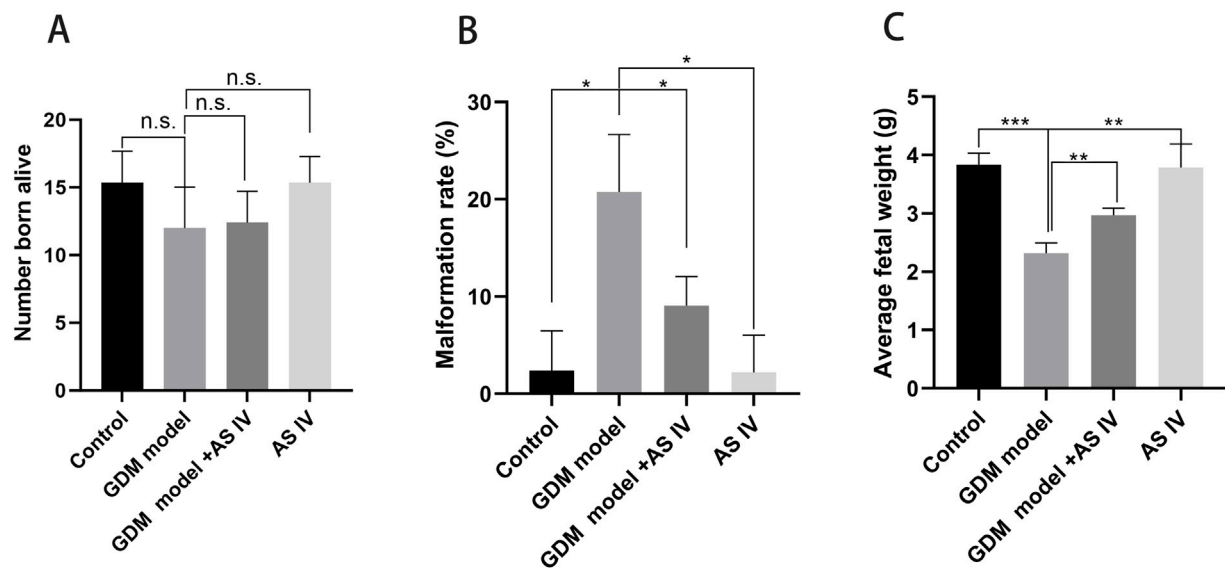 A
Number born alive
20
15
10
5
0
n.s.
n.s.
n.s.
Control
GDM model
GDM model +AS IV
AS IV
B
Malformation rate (%)
30
20
10
0
*
*
*
Control
GDM model
GDM model +AS IV
AS IV
C
Average fetal weight (g)
5
4
3
2
1
0
***
**
**
Control
GDM model
GDM model +AS IV
AS IV